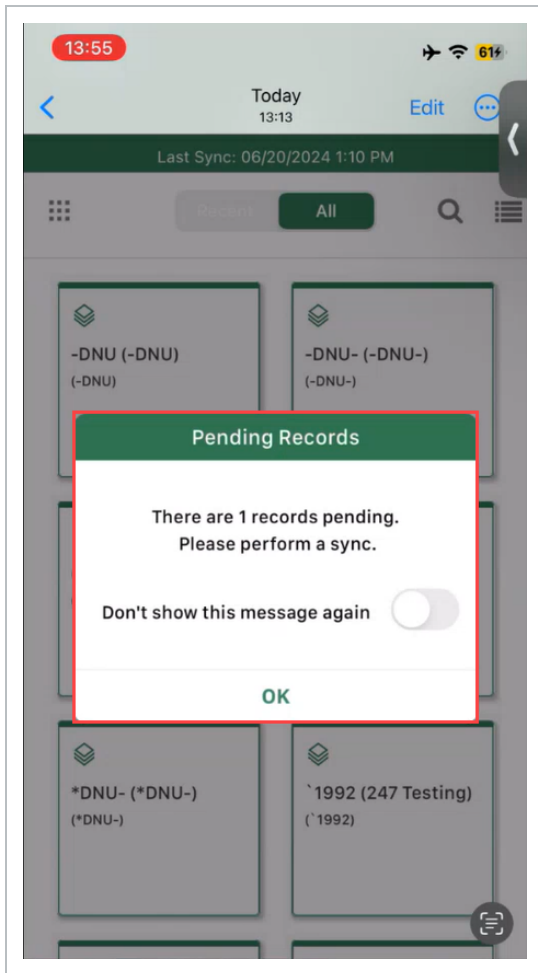 13:55
61
Today
13:13
Edit
Last Sync: 06/20/2024 1:10 PM
Recent
All
-DNU (-DNU)
(-DNU)
-DNU- (-DNU-)
(-DNU-)
Pending Records
There are 1 records pending.
Please perform a sync.
Don't show this message again
OK
*DNU- (*DNU-)
(*DNU-)
`1992 (247 Testing)
(`1992)